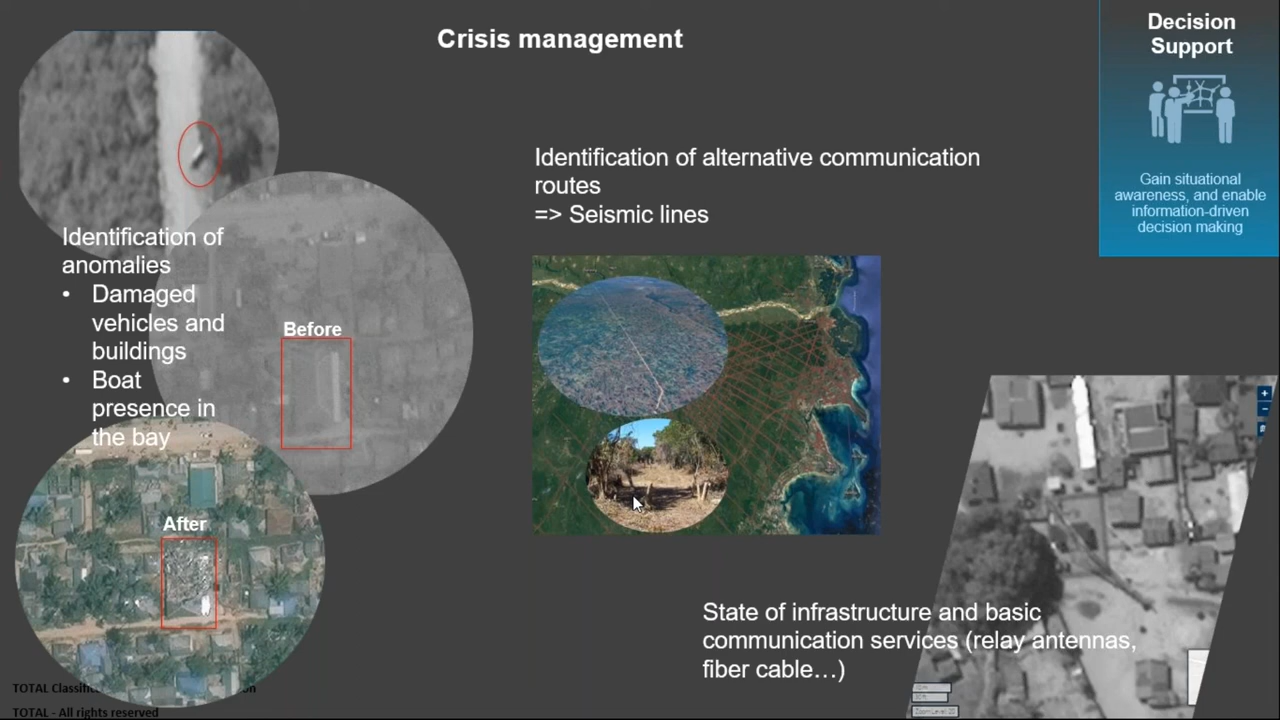 Crisis management
Decision
Support
Gain situational
awareness, and enable
information-driven
decision making
Identification of
anomalies
• Damaged
vehicles and
buildings
• Boat
presence in
the bay
Before
After
Identification of alternative communication
routes
=> Seismic lines
State of infrastructure and basic
communication services (relay antennas,
fiber cable…)
TOTAL
TOTAL - All rights reserved